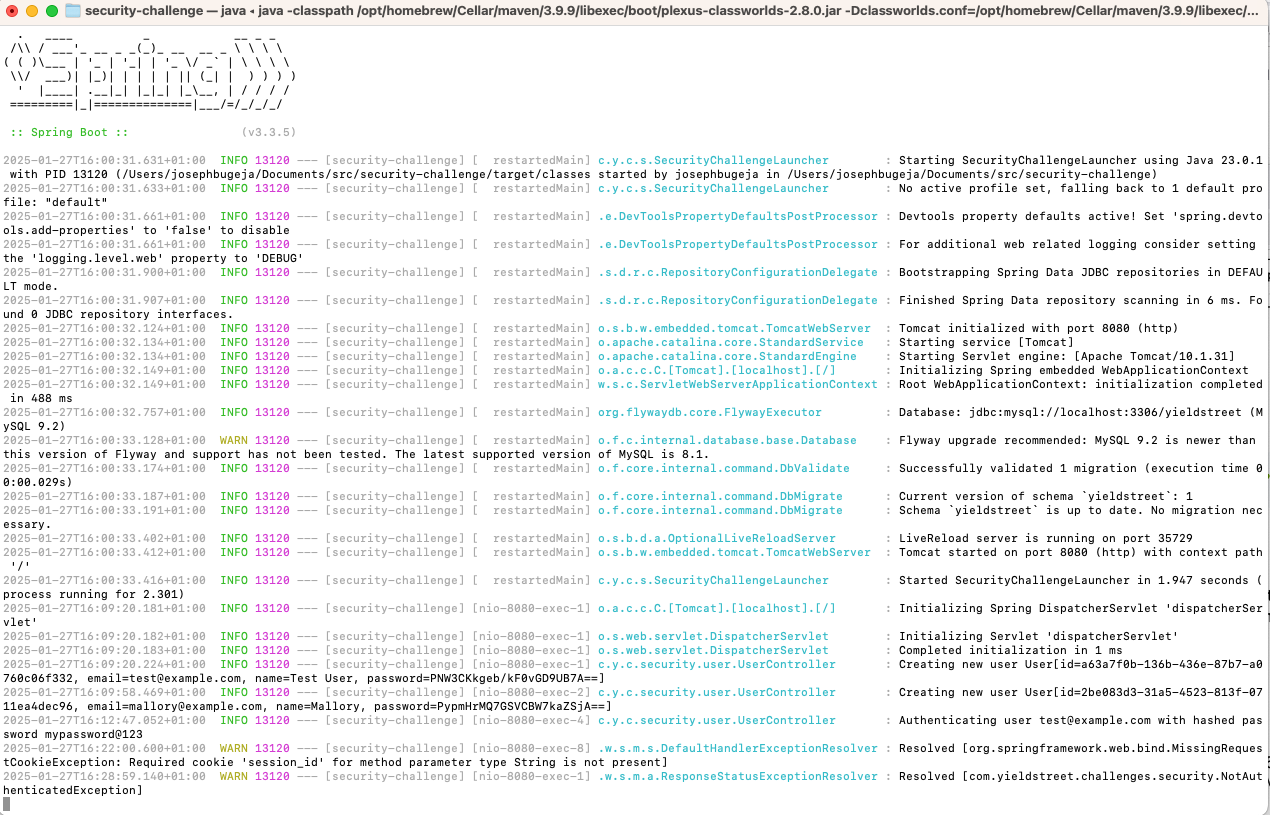 security-challenge — java ◂ java -classpath /opt/homebrew/Cellar/maven/3.9.9/libexec/boot/plexus-classworlds-2.8.0.jar -Dclassworlds.conf=/opt/homebrew/Cellar/maven/3.9.9/libexec/...
  .   ____          _            __ _ _
 /\\ / ___'_ __ _ _(_)_ __  __ _ \ \ \ \
( ( )\___ | '_ | '_| | '_ \/ _` | \ \ \ \
 \\/  ___)| |_)| | | | | || (_| |  ) ) ) )
  '  |____| .__|_| |_|_| |_\__, | / / / /
 =========|_|==============|___/=/_/_/_/
 :: Spring Boot ::                (v3.3.5)
2025-01-27T16:00:31.631+01:00  INFO 13120 --- [security-challenge] [  restartedMain] c.y.c.s.SecurityChallengeLauncher        : Starting SecurityChallengeLauncher using Java 23.0.1
 with PID 13120 (/Users/josephbugeja/Documents/src/security-challenge/target/classes started by josephbugeja in /Users/josephbugeja/Documents/src/security-challenge)
2025-01-27T16:00:31.633+01:00  INFO 13120 --- [security-challenge] [  restartedMain] c.y.c.s.SecurityChallengeLauncher        : No active profile set, falling back to 1 default pro
file: "default"
2025-01-27T16:00:31.661+01:00  INFO 13120 --- [security-challenge] [  restartedMain] .e.DevToolsPropertyDefaultsPostProcessor : Devtools property defaults active! Set 'spring.devto
ols.add-properties' to 'false' to disable
2025-01-27T16:00:31.661+01:00  INFO 13120 --- [security-challenge] [  restartedMain] .e.DevToolsPropertyDefaultsPostProcessor : For additional web related logging consider setting
the 'logging.level.web' property to 'DEBUG'
2025-01-27T16:00:31.900+01:00  INFO 13120 --- [security-challenge] [  restartedMain] .s.d.r.c.RepositoryConfigurationDelegate : Bootstrapping Spring Data JDBC repositories in DEFAU
LT mode.
2025-01-27T16:00:31.907+01:00  INFO 13120 --- [security-challenge] [  restartedMain] .s.d.r.c.RepositoryConfigurationDelegate : Finished Spring Data repository scanning in 6 ms. Fo
und 0 JDBC repository interfaces.
2025-01-27T16:00:32.124+01:00  INFO 13120 --- [security-challenge] [  restartedMain] o.s.b.w.embedded.tomcat.TomcatWebServer  : Tomcat initialized with port 8080 (http)
2025-01-27T16:00:32.134+01:00  INFO 13120 --- [security-challenge] [  restartedMain] o.apache.catalina.core.StandardService   : Starting service [Tomcat]
2025-01-27T16:00:32.134+01:00  INFO 13120 --- [security-challenge] [  restartedMain] o.apache.catalina.core.StandardEngine    : Starting Servlet engine: [Apache Tomcat/10.1.31]
2025-01-27T16:00:32.149+01:00  INFO 13120 --- [security-challenge] [  restartedMain] o.a.c.c.C.[Tomcat].[localhost].[/]       : Initializing Spring embedded WebApplicationContext
2025-01-27T16:00:32.149+01:00  INFO 13120 --- [security-challenge] [  restartedMain] w.s.c.ServletWebServerApplicationContext : Root WebApplicationContext: initialization completed
 in 488 ms
2025-01-27T16:00:32.757+01:00  INFO 13120 --- [security-challenge] [  restartedMain] org.flywaydb.core.FlywayExecutor         : Database: jdbc:mysql://localhost:3306/yieldstreet (M
ySQL 9.2)
2025-01-27T16:00:33.128+01:00  WARN 13120 --- [security-challenge] [  restartedMain] o.f.c.internal.database.base.Database    : Flyway upgrade recommended: MySQL 9.2 is newer than
this version of Flyway and support has not been tested. The latest supported version of MySQL is 8.1.
2025-01-27T16:00:33.174+01:00  INFO 13120 --- [security-challenge] [  restartedMain] o.f.core.internal.command.DbValidate     : Successfully validated 1 migration (execution time 0
0:00.029s)
2025-01-27T16:00:33.187+01:00  INFO 13120 --- [security-challenge] [  restartedMain] o.f.core.internal.command.DbMigrate      : Current version of schema `yieldstreet`: 1
2025-01-27T16:00:33.191+01:00  INFO 13120 --- [security-challenge] [  restartedMain] o.f.core.internal.command.DbMigrate      : Schema `yieldstreet` is up to date. No migration nec
essary.
2025-01-27T16:00:33.402+01:00  INFO 13120 --- [security-challenge] [  restartedMain] o.s.b.d.a.OptionalLiveReloadServer       : LiveReload server is running on port 35729
2025-01-27T16:00:33.412+01:00  INFO 13120 --- [security-challenge] [  restartedMain] o.s.b.w.embedded.tomcat.TomcatWebServer  : Tomcat started on port 8080 (http) with context path
 '/'
2025-01-27T16:00:33.416+01:00  INFO 13120 --- [security-challenge] [  restartedMain] c.y.c.s.SecurityChallengeLauncher        : Started SecurityChallengeLauncher in 1.947 seconds (
process running for 2.301)
2025-01-27T16:09:20.181+01:00  INFO 13120 --- [security-challenge] [nio-8080-exec-1] o.a.c.c.C.[Tomcat].[localhost].[/]       : Initializing Spring DispatcherServlet 'dispatcherSer
vlet'
2025-01-27T16:09:20.182+01:00  INFO 13120 --- [security-challenge] [nio-8080-exec-1] o.s.web.servlet.DispatcherServlet        : Initializing Servlet 'dispatcherServlet'
2025-01-27T16:09:20.183+01:00  INFO 13120 --- [security-challenge] [nio-8080-exec-1] o.s.web.servlet.DispatcherServlet        : Completed initialization in 1 ms
2025-01-27T16:09:20.224+01:00  INFO 13120 --- [security-challenge] [nio-8080-exec-1] c.y.c.security.user.UserController       : Creating new user User[id=a63a7f0b-136b-436e-87b7-a0
760c06f332, email=test@example.com, name=Test User, password=PNW3CKkgeb/kF0vGD9UB7A==]
2025-01-27T16:09:58.469+01:00  INFO 13120 --- [security-challenge] [nio-8080-exec-2] c.y.c.security.user.UserController       : Creating new user User[id=2be083d3-31a5-4523-813f-07
11ea4dec96, email=mallory@example.com, name=Mallory, password=PypmHrMQ7GSVCBW7kaZSjA==]
2025-01-27T16:12:47.052+01:00  INFO 13120 --- [security-challenge] [nio-8080-exec-4] c.y.c.security.user.UserController       : Authenticating user test@example.com with hashed pas
sword mypassword@123
2025-01-27T16:22:00.600+01:00  WARN 13120 --- [security-challenge] [nio-8080-exec-8] .w.s.m.s.DefaultHandlerExceptionResolver : Resolved [org.springframework.web.bind.MissingReques
tCookieException: Required cookie 'session_id' for method parameter type String is not present]
2025-01-27T16:28:59.140+01:00  WARN 13120 --- [security-challenge] [nio-8080-exec-1] .w.s.m.a.ResponseStatusExceptionResolver : Resolved [com.yieldstreet.challenges.security.NotAut
henticatedException]